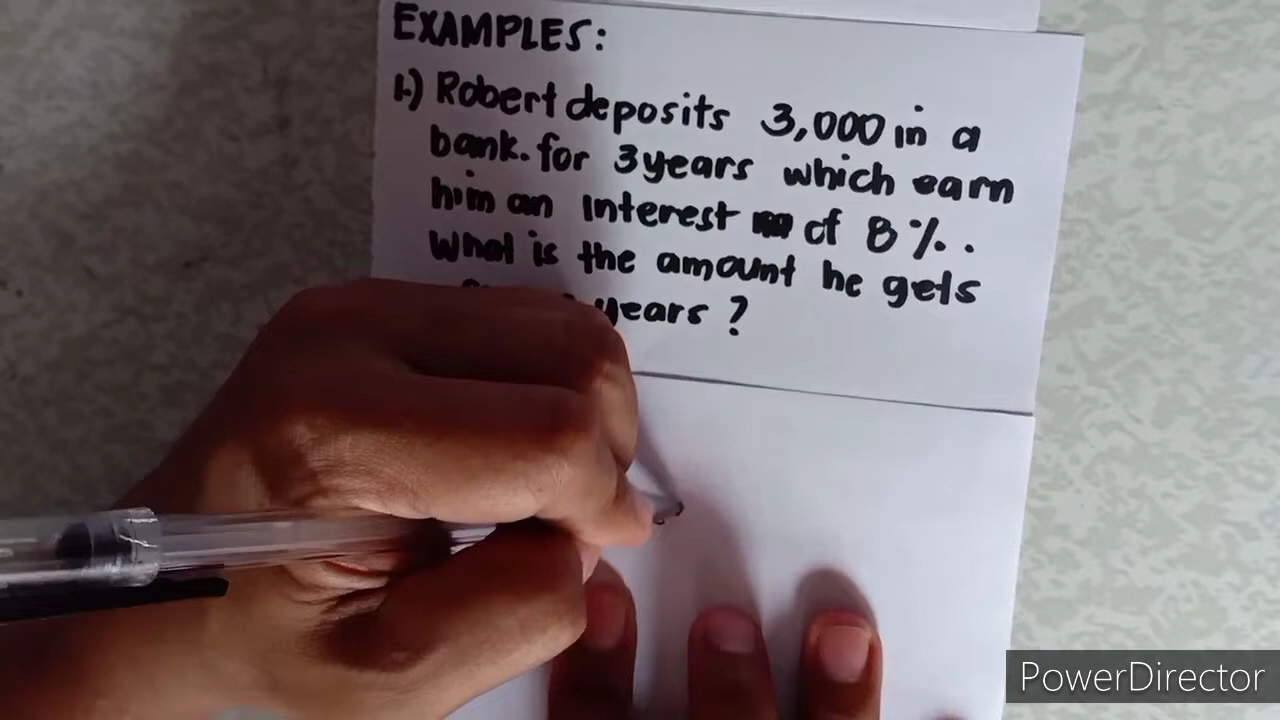 EXAMPLES:
1.) Robert deposits 3,000 in a
bank. for 3 years which earn
him an interest of 8%.
What is the amount he gets
years?
PowerDirector